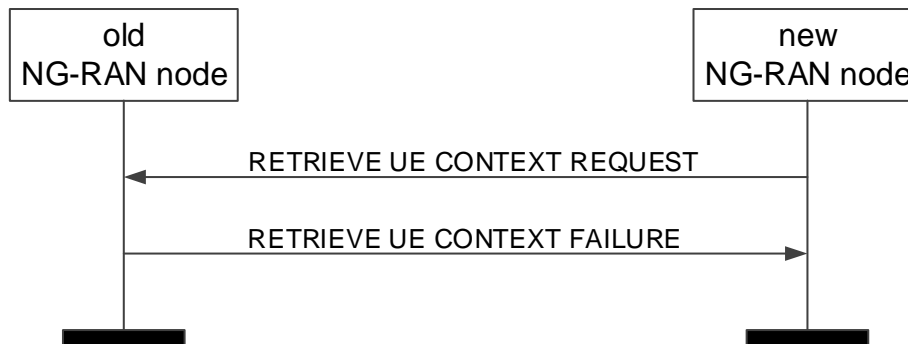 old
NG-RAN node
new
NG-RAN node
RETRIEVE UE CONTEXT REQUEST
RETRIEVE UE CONTEXT FAILURE